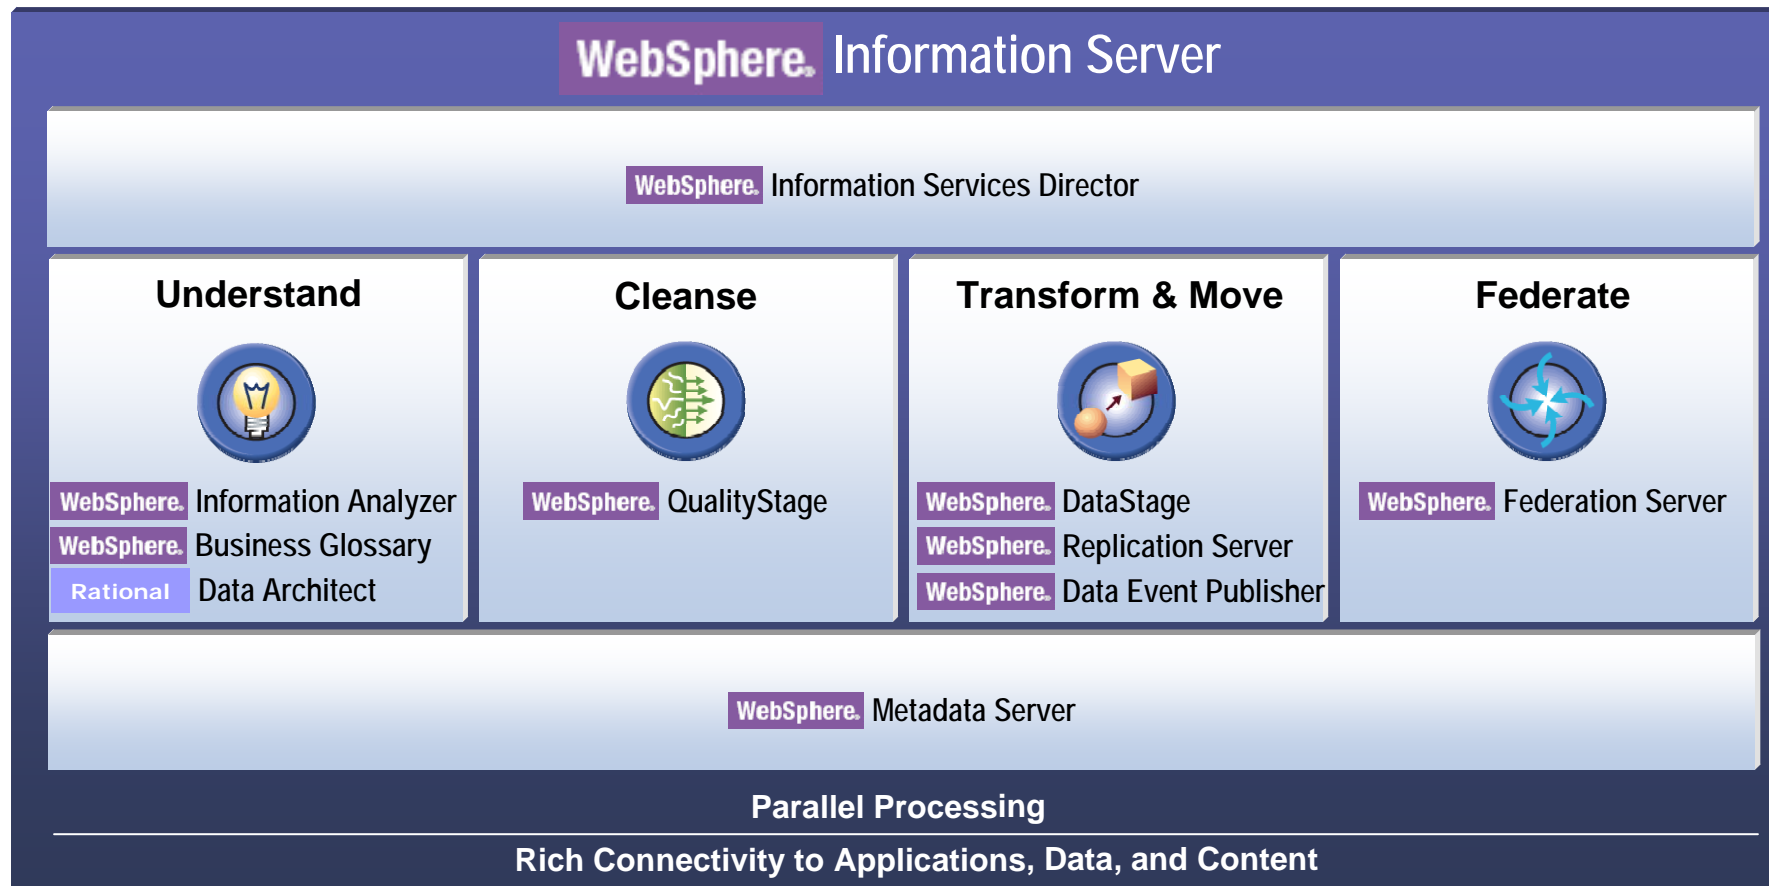 WebSphere® Information Server
WebSphere® Information Services Director
Understand
Cleanse
Transform & Move
Federate
WebSphere® Information Analyzer
WebSphere® Business Glossary
Rational Data Architect
WebSphere® QualityStage
WebSphere® DataStage
WebSphere® Replication Server
WebSphere® Data Event Publisher
WebSphere® Federation Server
WebSphere® Metadata Server
Parallel Processing
Rich Connectivity to Applications, Data, and Content